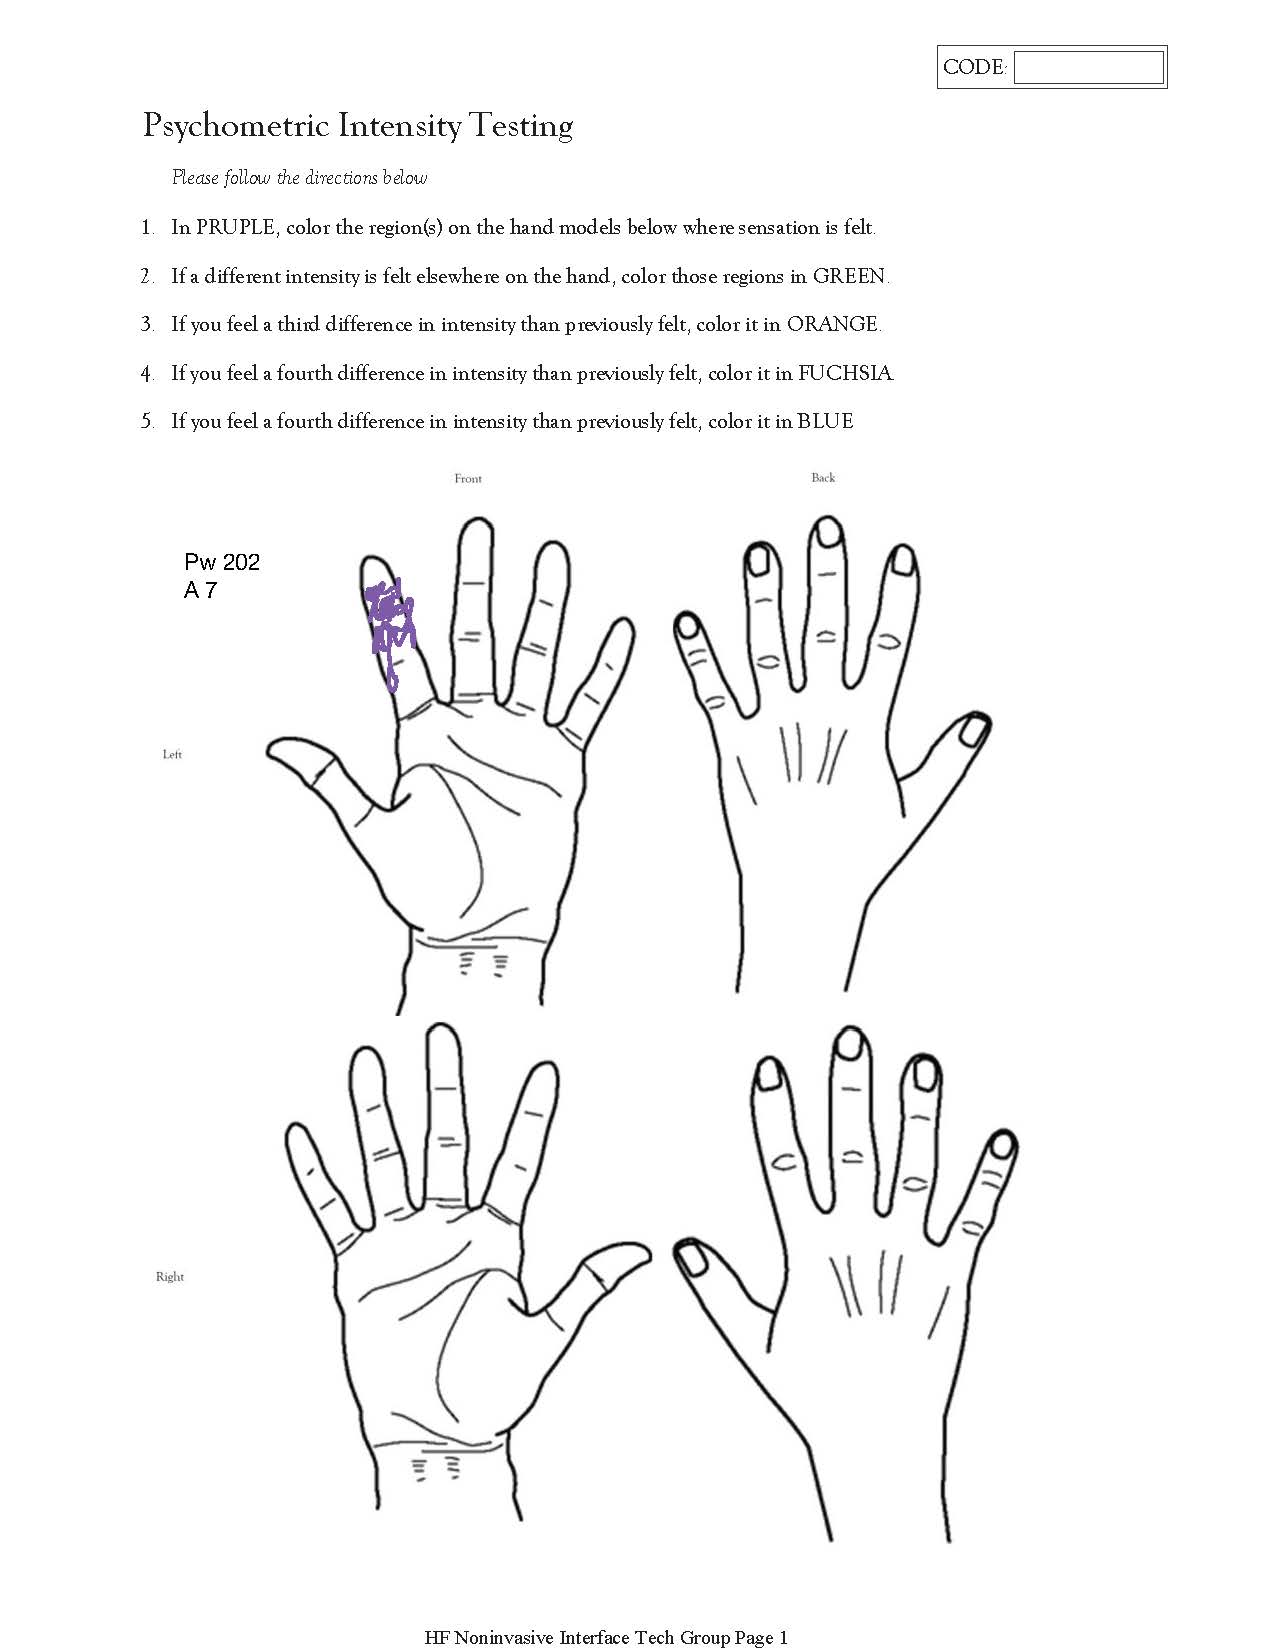 CODE:
Psychometric Intensity Testing
Please follow the directions below
1. In PRUPLE, color the region(s) on the hand models below where sensation is felt.
2. If a different intensity is felt elsewhere on the hand, color those regions in GREEN.
3. If you feel a third difference in intensity than previously felt, color it in ORANGE.
4. If you feel a fourth difference in intensity than previously felt, color it in FUCHSIA.
5. If you feel a fourth difference in intensity than previously felt, color it in BLUE
Front
Back
Pw 202
A 7
Left
Right
HF Noninvasive Interface Tech Group Page 1